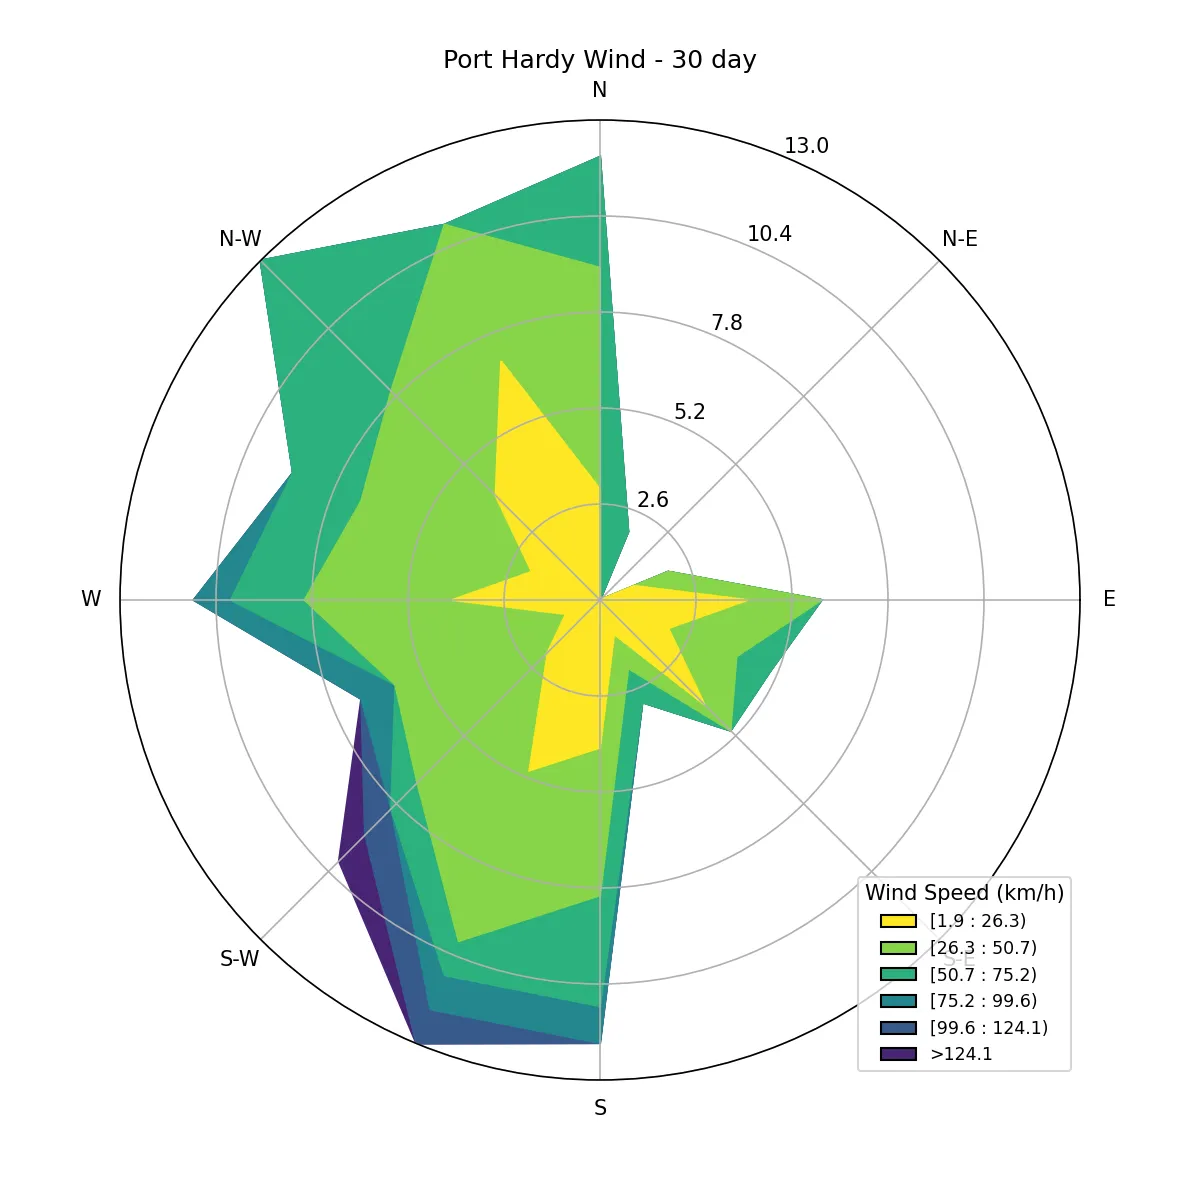 Port Hardy Wind - 30 day
N
13.0
N-W
N-E
10.4
7.8
5.2
2.6
W
E
S-W
S-E
S
Wind Speed (km/h)
[1.9 : 26.3)
[26.3 : 50.7)
[50.7 : 75.2)
[75.2 : 99.6)
[99.6 : 124.1)
>124.1